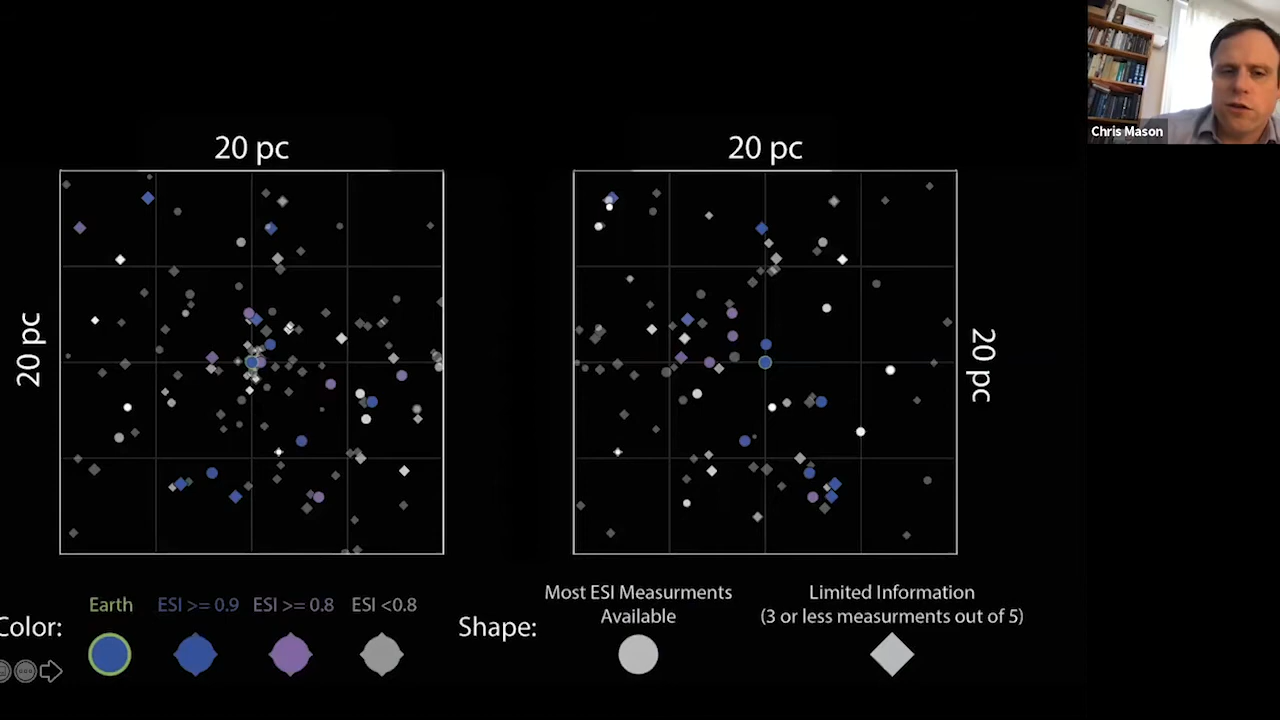 Chris Mason
20 pc
20 pc
20 pc
20 pc
Color:
Earth
ESI >= 0.9
ESI >= 0.8
ESI <0.8
Shape:
Most ESI Measurments
Available
Limited Information
(3 or less measurments out of 5)